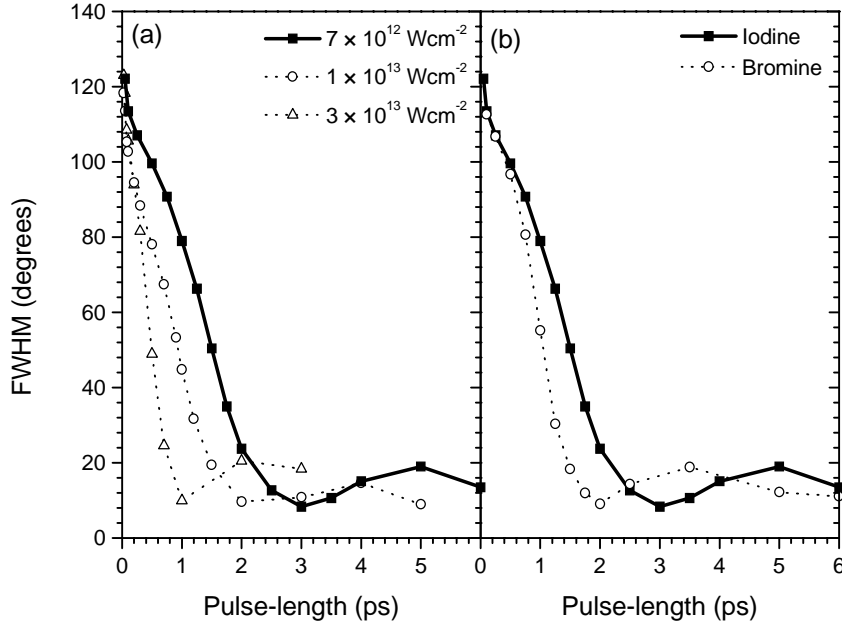 (a)
7 × 10¹² Wcm⁻²
1 × 10¹³ Wcm⁻²
3 × 10¹³ Wcm⁻²
(b)
Iodine
Bromine
FWHM (degrees)
140
120
100
80
60
40
20
0
0 1 2 3 4 5
0 1 2 3 4 5 6
Pulse-length (ps)
Pulse-length (ps)